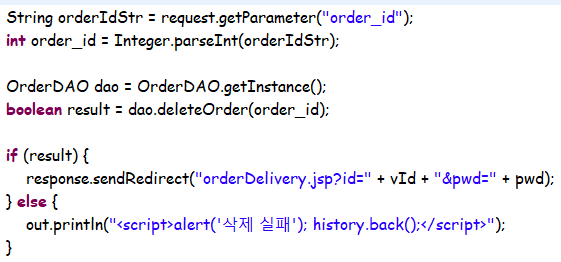 String orderIdStr = request.getParameter("order_id");
int order_id = Integer.parseInt(orderIdStr);
OrderDAO dao = OrderDAO.getInstance();
boolean result = dao.deleteOrder(order_id);
if (result) {
response.sendRedirect("orderDelivery.jsp?id=" + vId + "&pwd=" + pwd);
} else {
out.println("<script>alert('삭제 실패'); history.back();</script>");
}